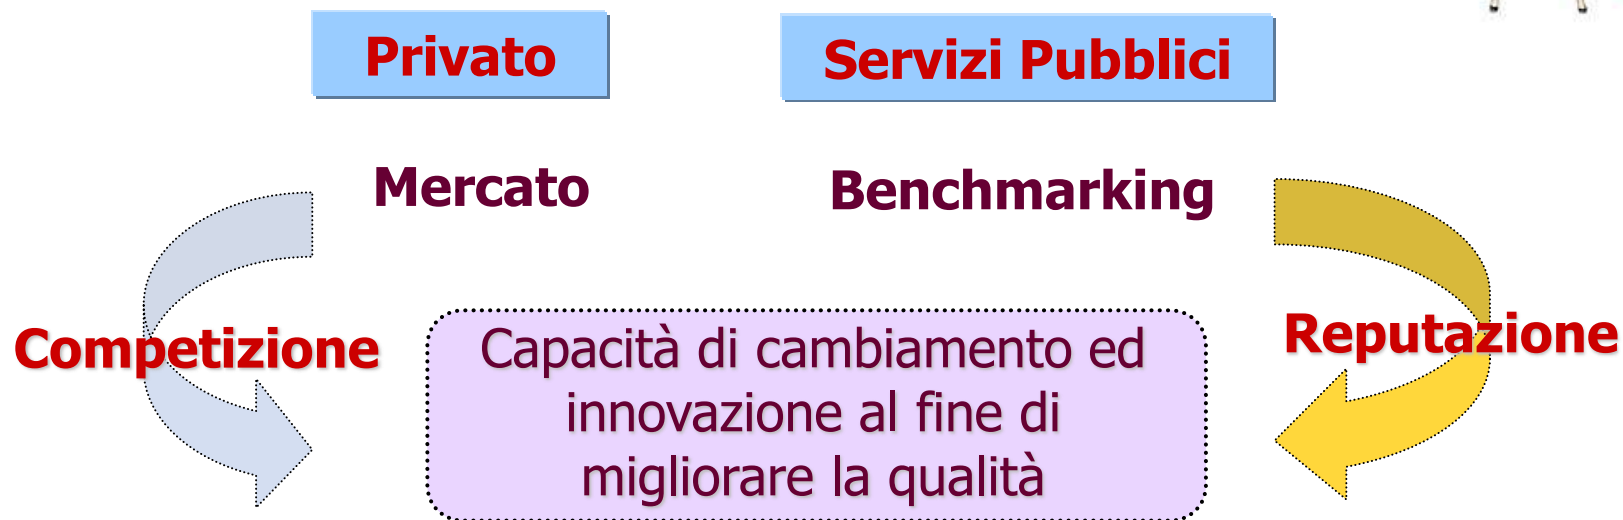 Privato
Servizi Pubblici
Mercato
Benchmarking
Competizione
Capacità di cambiamento ed
innovazione al fine di
migliorare la qualità
Reputazione